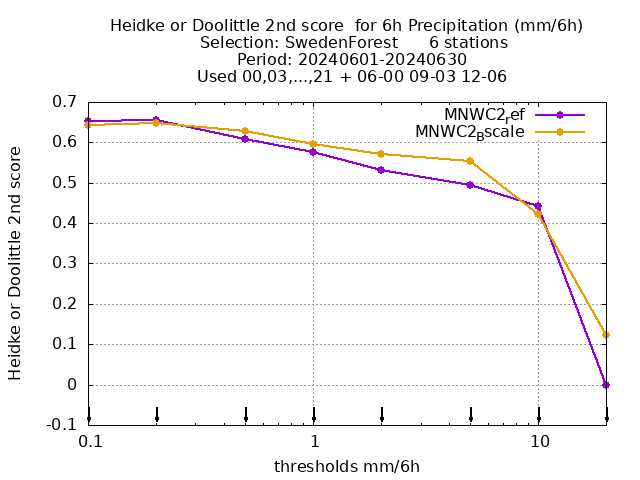 Heidke or Doolittle 2nd score  for 6h Precipitation (mm/6h)
Selection: SwedenForest      6 stations
Period: 20240601-20240630
Used 00,03,...,21 + 06-00 09-03 12-06
MNWC2_ref
MNWC2_Bscale
Heidke or Doolittle 2nd score
0.7
0.6
0.5
0.4
0.3
0.2
0.1
0
-0.1
0.1 1 10
thresholds mm/6h